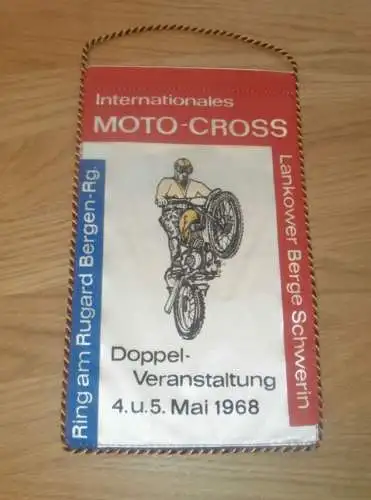 Internationales
MOTO-CROSS
Ring am Rugard Bergen-Rg.
Lankower Berge Schwerin
Doppel-
Veranstaltung
4.u.5. Mai 1968